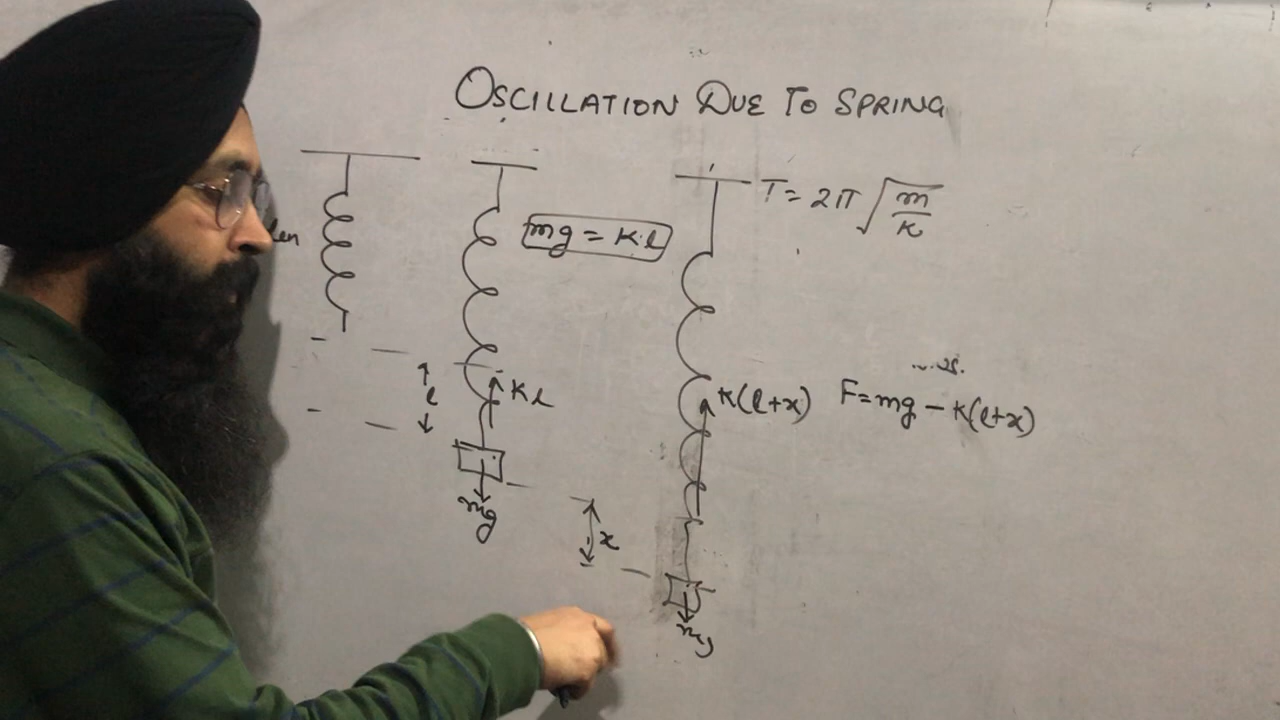 OSCILLATION DUE TO SPRING
T = 2π √m/k
mg = k.l
l
kl
k(l+x)
F = mg - k(l+x)
mg
x
mg